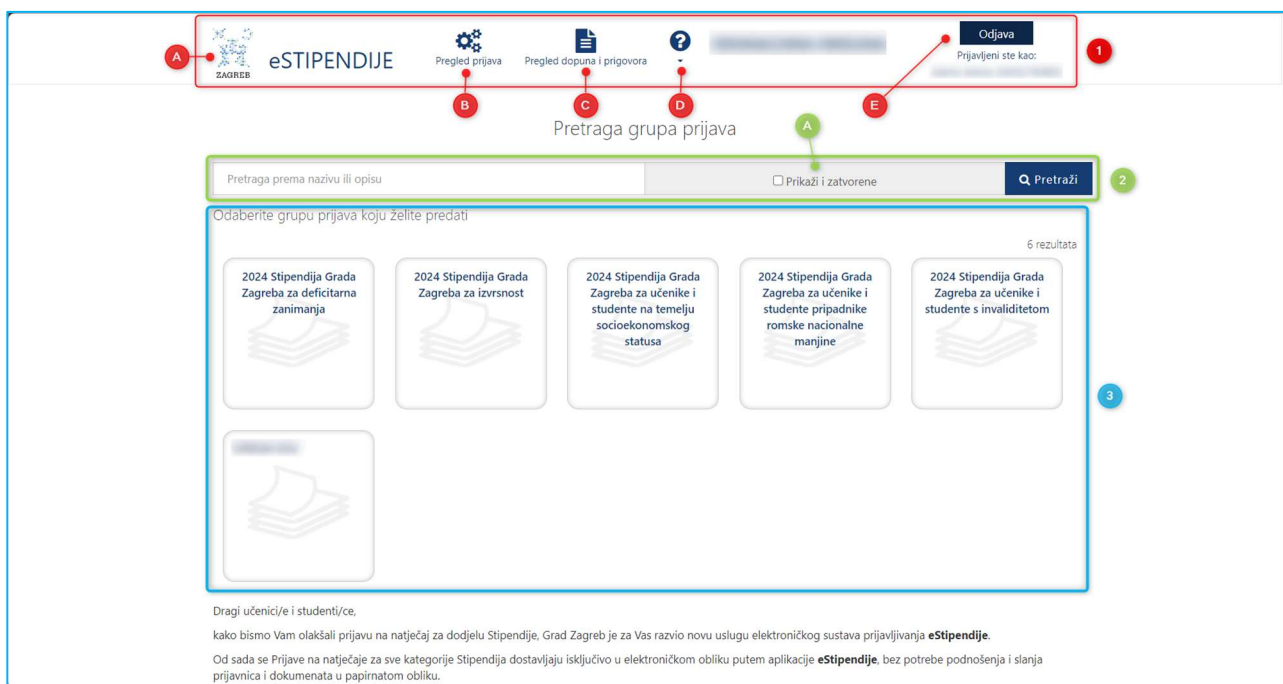 ZAGREB
eSTIPENDIJE
Pregled prijava
Pregled dopuna i prigovora
?
Odjava
Prijavljeni ste kao:
1
A
B
C
D
E
Pretraga grupa prijava
A
Pretraga prema nazivu ili opisu
Prikaži i zatvorene
Pretraži
2
Odaberite grupu prijava koju želite predati
6 rezultata
2024 Stipendija Grada
Zagreba za deficitarna
zanimanja
2024 Stipendija Grada
Zagreba za izvrsnost
2024 Stipendija Grada
Zagreba za učenike i
studente na temelju
socioekonomskog
statusa
2024 Stipendija Grada
Zagreba za učenike i
studente pripadnike
romske nacionalne
manjine
2024 Stipendija Grada
Zagreba za učenike i
studente s invaliditetom
3
Dragi učenici/e i studenti/ce,
kako bismo Vam olakšali prijavu na natječaj za dodjelu Stipendije, Grad Zagreb je za Vas razvio novu uslugu elektroničkog sustava prijavljivanja eStipendije.
Od sada se Prijave na natječaje za sve kategorije Stipendija dostavljaju isključivo u elektroničkom obliku putem aplikacije eStipendije, bez potrebe podnošenja i slanja
prijavnica i dokumenata u papirnatom obliku.